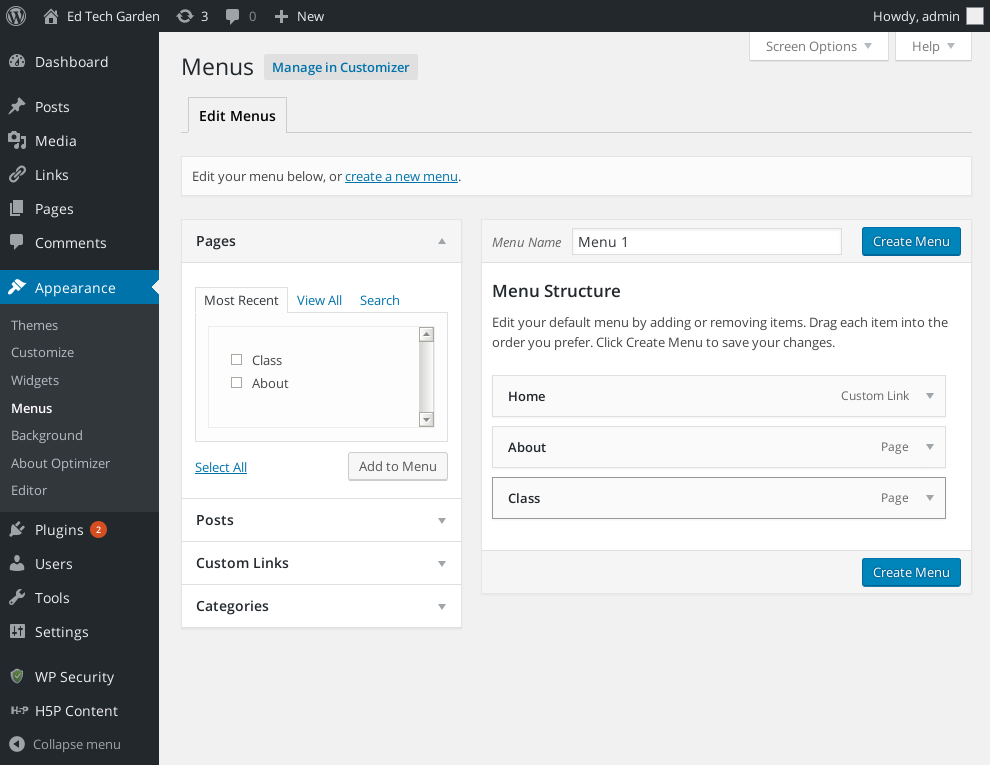 Ed Tech Garden 3 0 New Howdy, admin
Screen Options Help
Dashboard
Posts
Media
Links
Pages
Comments
Appearance
Themes
Customize
Widgets
Menus
Background
About Optimizer
Editor
Plugins 2
Users
Tools
Settings
WP Security
H-P H5P Content
Collapse menu
Menus Manage in Customizer
Edit Menus
Edit your menu below, or create a new menu.
Pages
Most Recent View All Search
Class
About
Select All Add to Menu
Posts
Custom Links
Categories
Menu Name Menu 1 Create Menu
Menu Structure
Edit your default menu by adding or removing items. Drag each item into the
order you prefer. Click Create Menu to save your changes.
Home Custom Link
About Page
Class Page
Create Menu